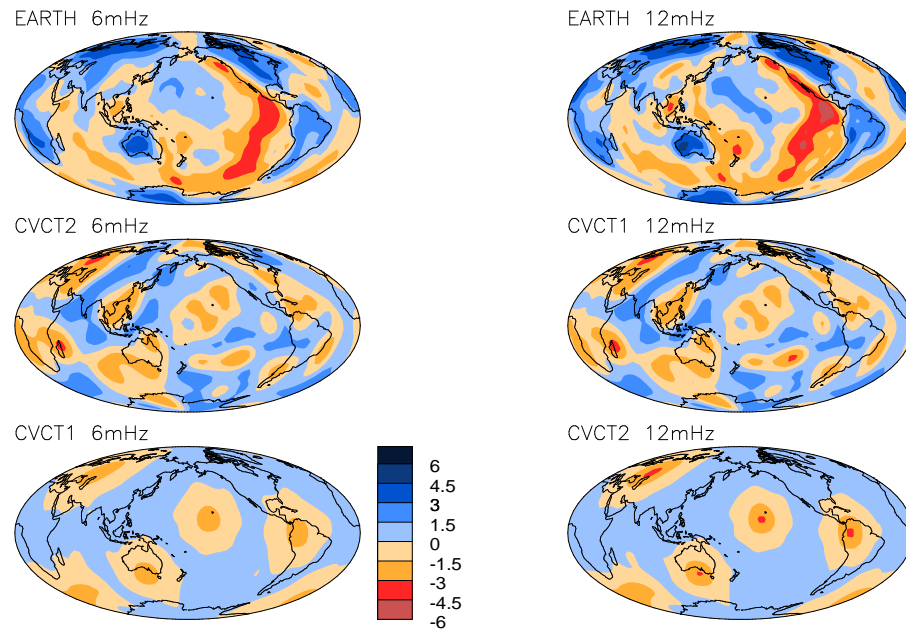 EARTH 6mHz
EARTH 12mHz
CVCT2 6mHz
CVCT1 12mHz
CVCT1 6mHz
CVCT2 12mHz
6
4.5
3
1.5
0
-1.5
-3
-4.5
-6